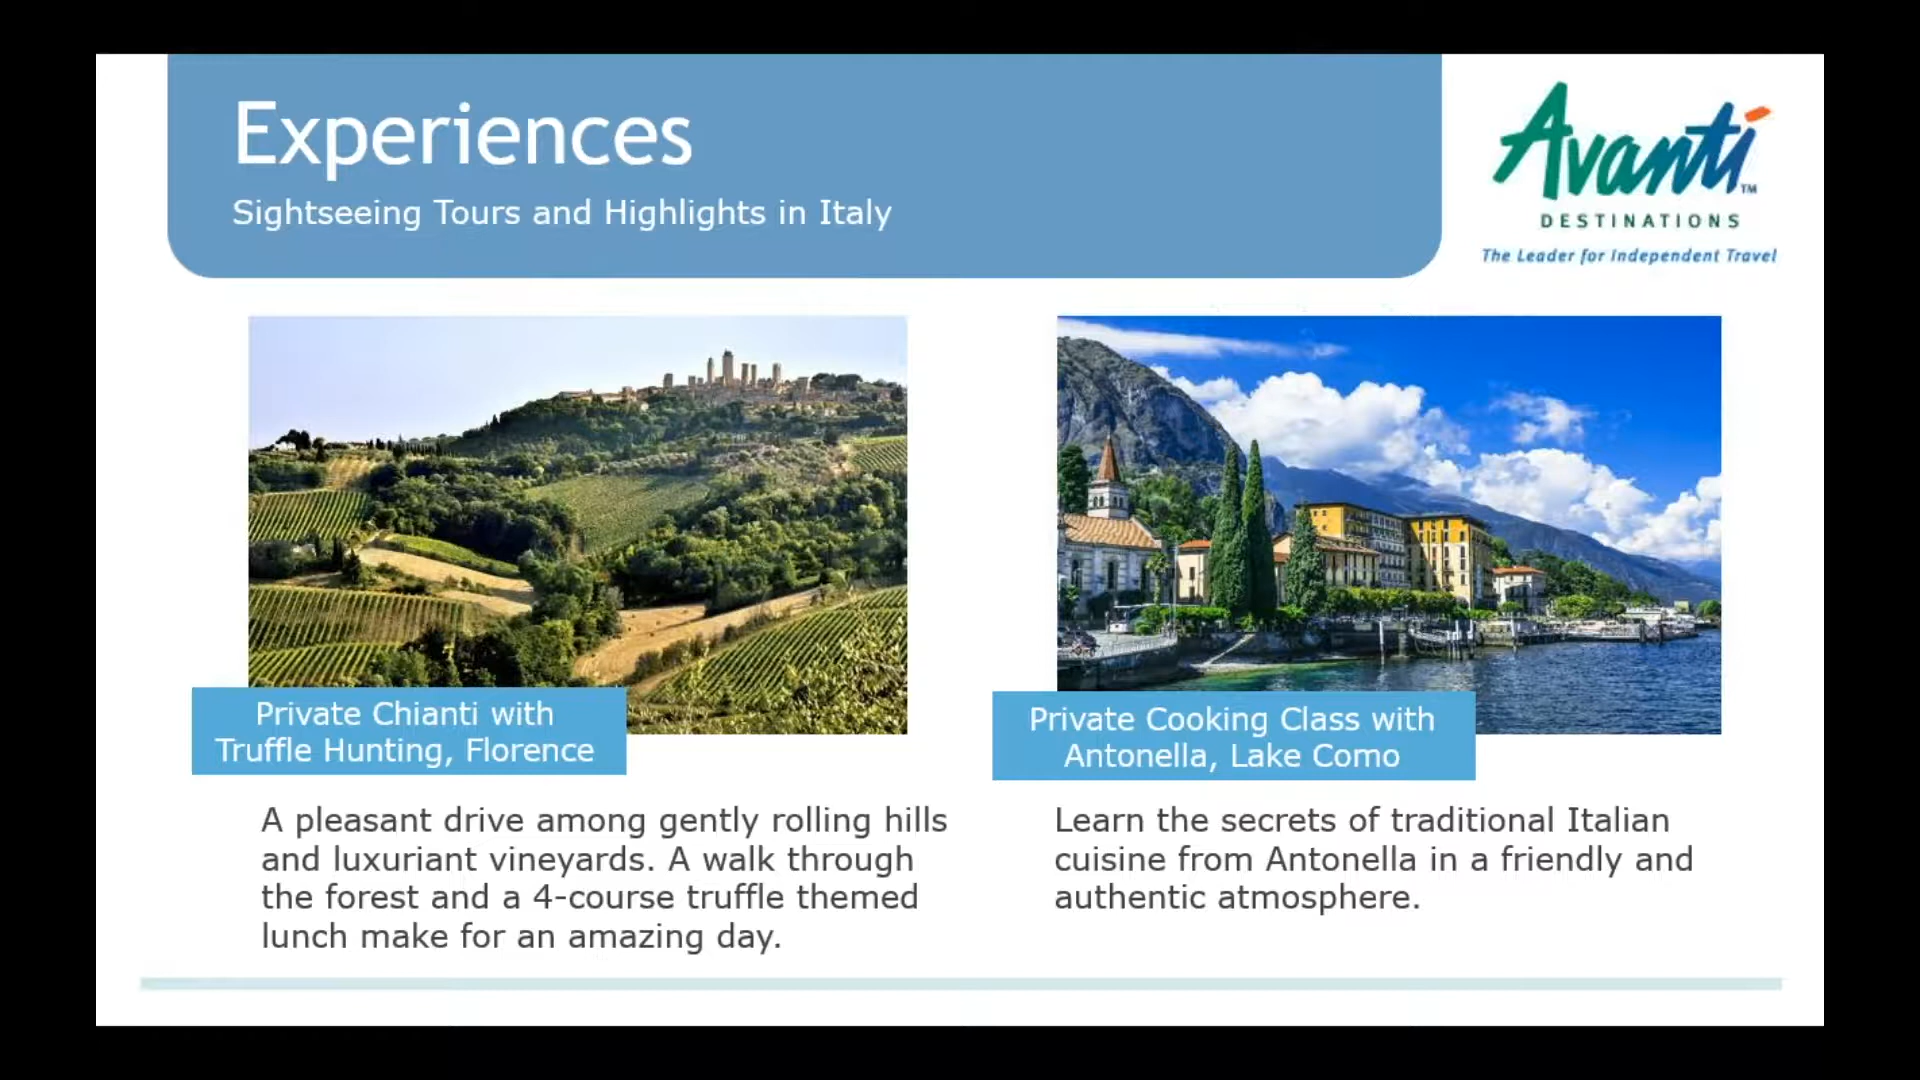 Experiences
Sightseeing Tours and Highlights in Italy
Avanti™
DESTINATIONS
The Leader for Independent Travel
Private Chianti with
Truffle Hunting, Florence
A pleasant drive among gently rolling hills
and luxuriant vineyards. A walk through
the forest and a 4-course truffle themed
lunch make for an amazing day.
Private Cooking Class with
Antonella, Lake Como
Learn the secrets of traditional Italian
cuisine from Antonella in a friendly and
authentic atmosphere.